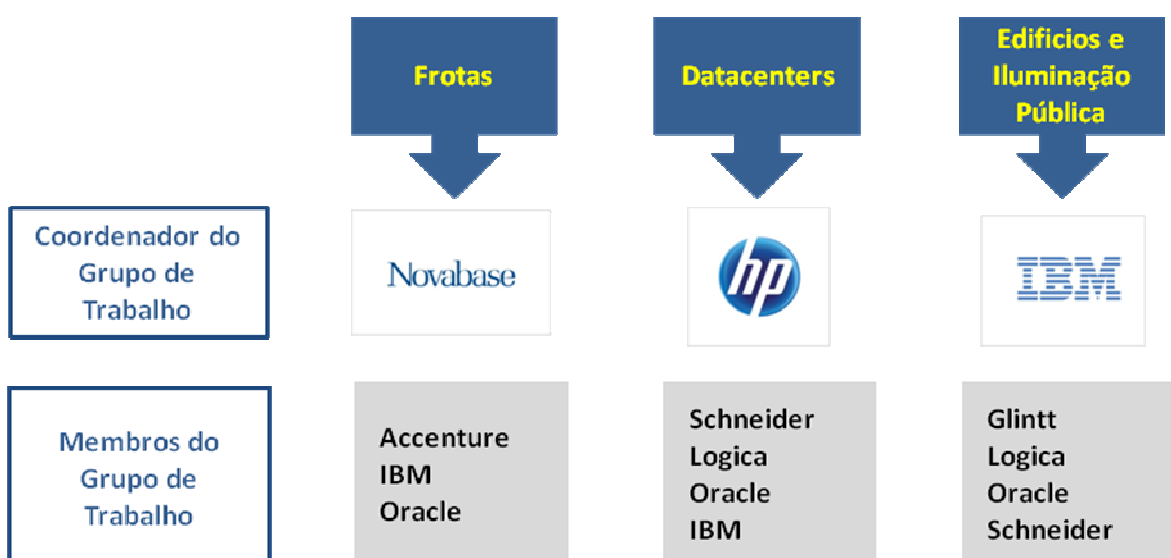 Frotas
Datacenters
Edificios e
Iluminação
Pública
Coordenador do
Grupo de
Trabalho
Novabase
hp
IBM
Membros do
Grupo de
Trabalho
Accenture
IBM
Oracle
Schneider
Logica
Oracle
IBM
Glintt
Logica
Oracle
Schneider